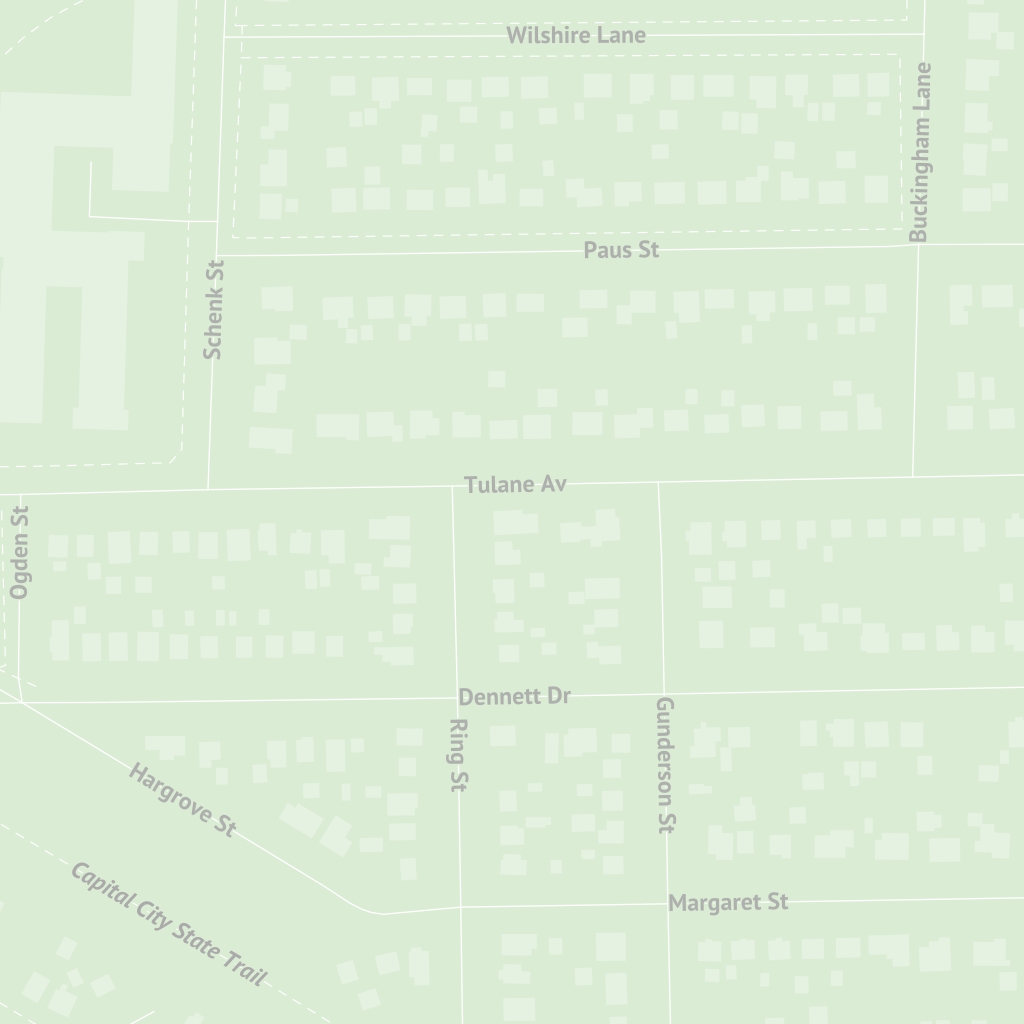 Wilshire Lane
Buckingham Lane
Paus St
Schenk St
Tulane Av
Ogden St
Dennett Dr
Ring St
Gunderson St
Hargrove St
Capital City State Trail
Margaret St